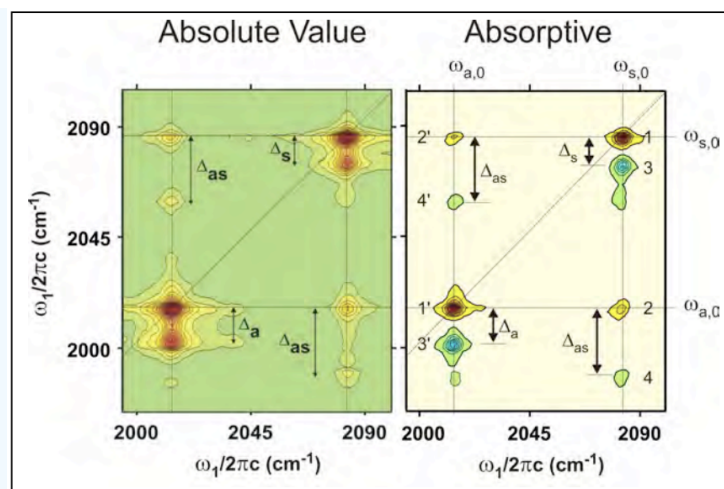 Absolute Value
Absorptive
ω1/2πc (cm-1)
2090
2045
2000
Δas
Δs
Δa
Δas
2000
2045
2090
ω1/2πc (cm-1)
ωa,0
ωs,0
2'
1
ωs,0
Δs
Δas
3
4'
1'
2
ωa,0
Δa
Δas
3'
4
2000
2045
2090
ω1/2πc (cm-1)